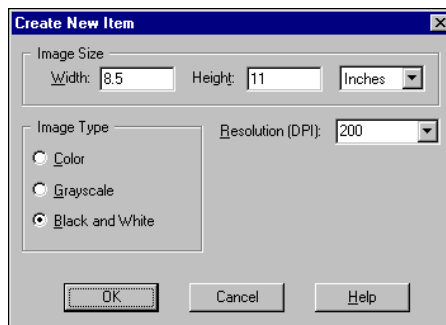 Create New Item
Image Size
Width: 8.5 Height: 11 Inches
Image Type
Resolution (DPI): 200
Color
Grayscale
Black and White
OK Cancel Help